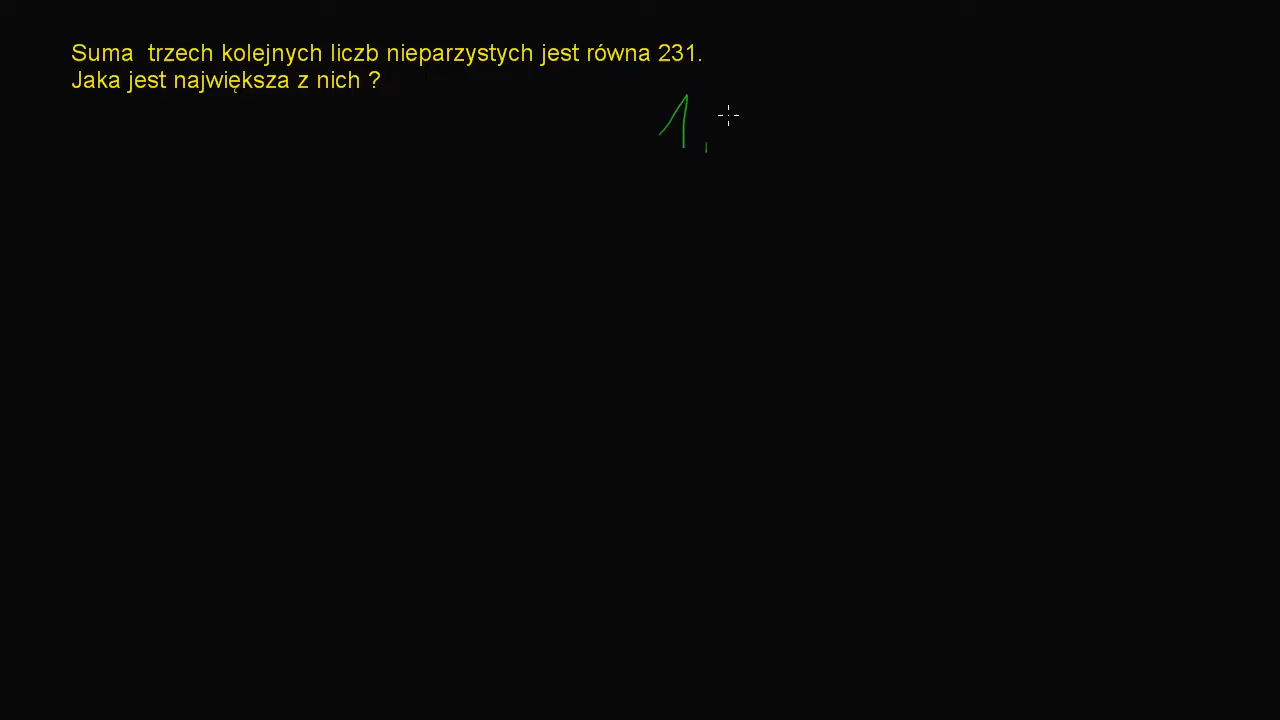 Suma  trzech kolejnych liczb nieparzystych jest równa 231.
Jaka jest największa z nich ?
1,